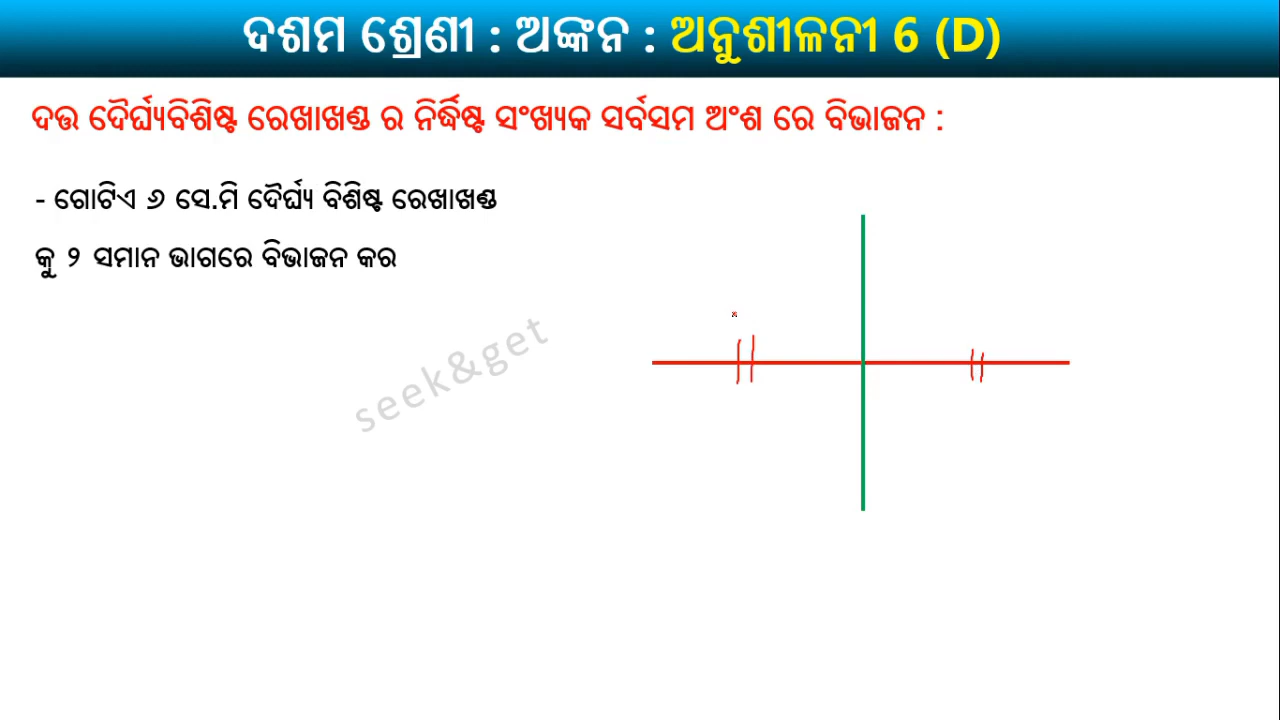 ଦଶମ ଶ୍ରେଣୀ : ଅଙ୍କନ : ଅନୁଶୀଳନୀ 6 (D)
ଦତ୍ତ ଦୈର୍ଘ୍ୟବିଶିଷ୍ଟ ରେଖାଖଣ୍ଡ ର ନିର୍ଦ୍ଧିଷ୍ଟ ସଂଖ୍ୟକ ସର୍ବସମ ଅଂଶ ରେ ବିଭାଜନ :
- ଗୋଟିଏ ୬ ସେ.ମି ଦୈର୍ଘ୍ୟ ବିଶିଷ୍ଟ ରେଖାଖଣ୍ଡ
କୁ ୨ ସମାନ ଭାଗରେ ବିଭାଜନ କର
seek&get